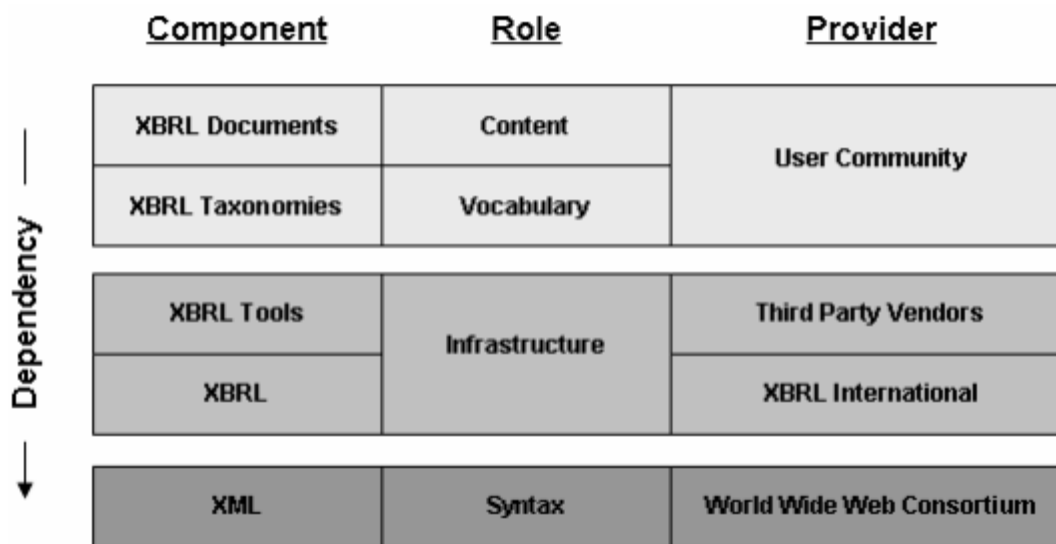 Component Role Provider
XBRL Documents Content
User Community
XBRL Taxonomies Vocabulary
Dependency
XBRL Tools Third Party Vendors
Infrastructure
XBRL XBRL International
XML Syntax World Wide Web Consortium